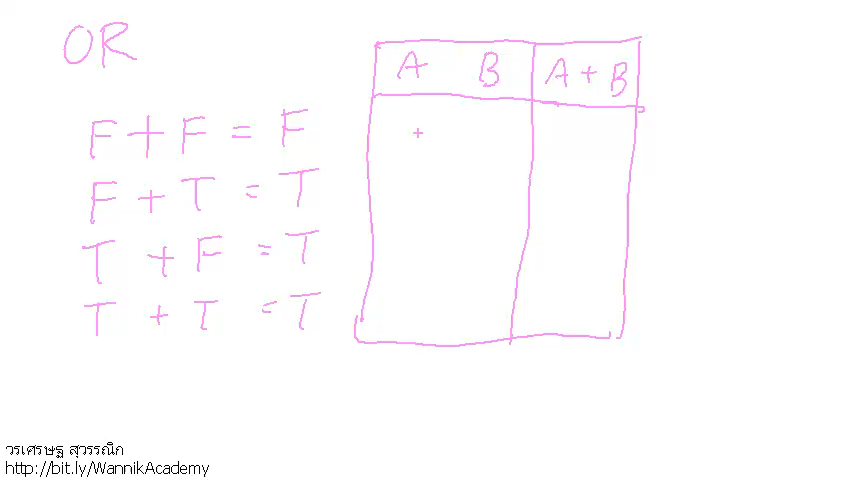 OR
F + F = F
F + T = T
T + F = T
T + T = T
A B A + B
วรเศรษฐ สุวรรณิก
http://bit.ly/WannikAcademy